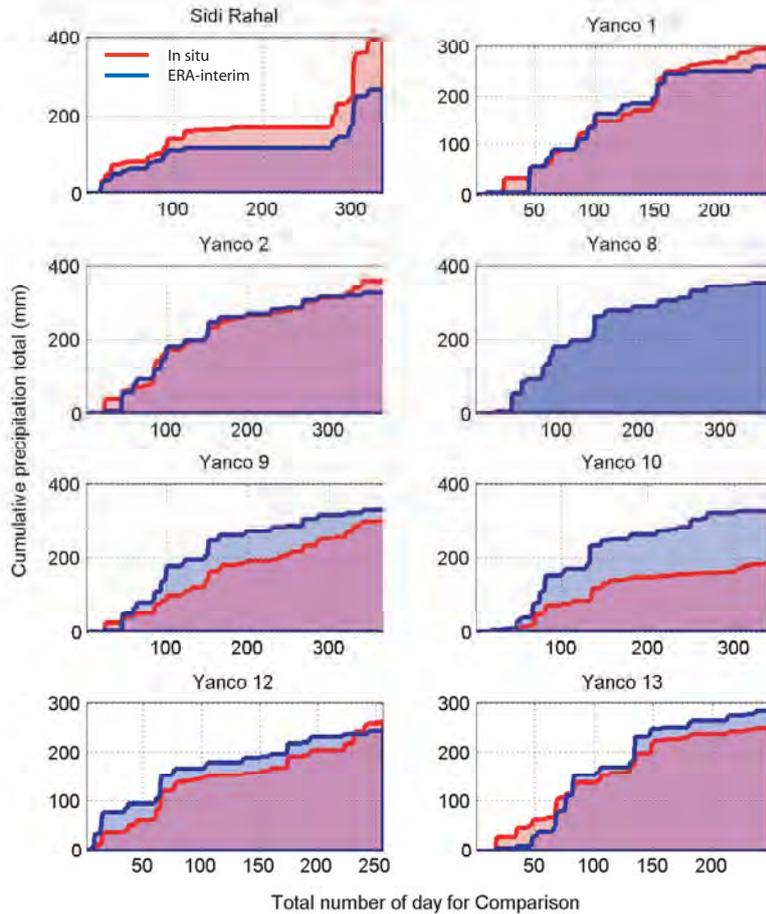 Sidi Rahal
400
200
0
100 200 300
In situ
ERA-interim
Yanco 1
300
200
100
0
50 100 150 200
Yanco 2
400
200
0
100 200 300
Yanco 8
400
200
0
100 200 300
Cumulative precipitation total (mm)
Yanco 9
400
200
0
100 200 300
Yanco 10
400
200
0
100 200 300
Yanco 12
300
200
100
0
50 100 150 200 250
Yanco 13
300
200
100
0
50 100 150 200
Total number of day for Comparison